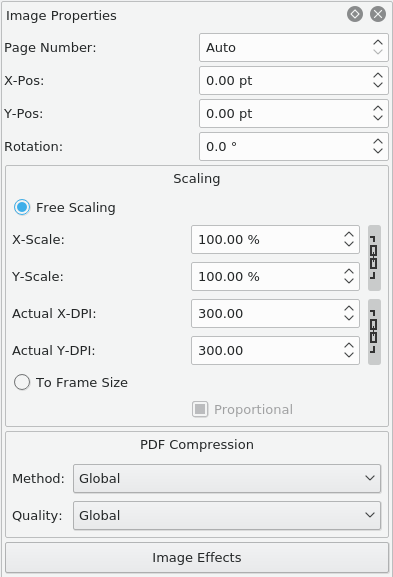 Image Properties
Page Number: Auto
X-Pos: 0.00 pt
Y-Pos: 0.00 pt
Rotation: 0.0 °
Scaling
Free Scaling
X-Scale: 100.00 %
Y-Scale: 100.00 %
Actual X-DPI: 300.00
Actual Y-DPI: 300.00
To Frame Size
Proportional
PDF Compression
Method: Global
Quality: Global
Image Effects